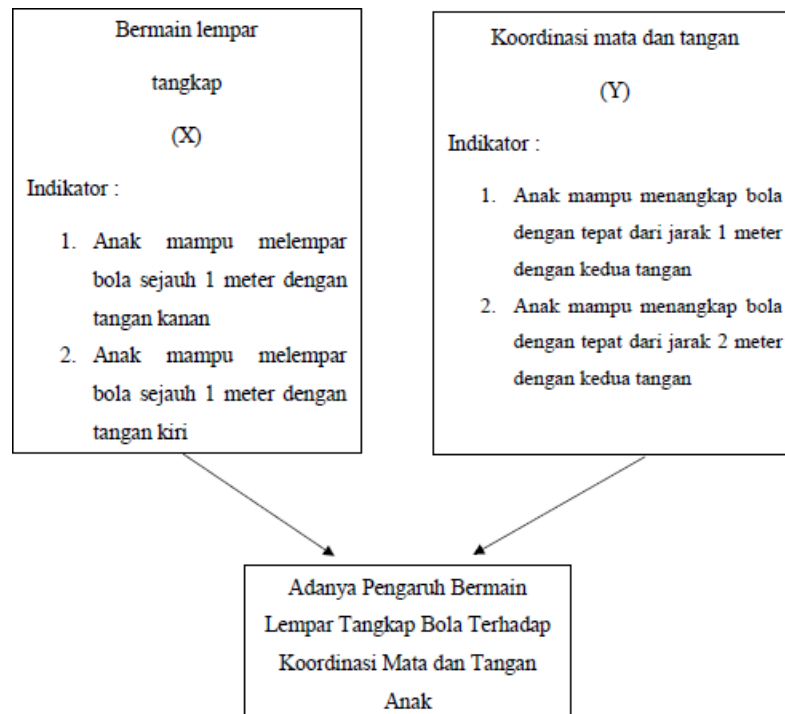 Bermain lempar
tangkap
(X)
Indikator :
1. Anak mampu melempar
bola sejauh 1 meter dengan
tangan kanan
2. Anak mampu melempar
bola sejauh 1 meter dengan
tangan kiri
Koordinasi mata dan tangan
(Y)
Indikator :
1. Anak mampu menangkap bola
dengan tepat dari jarak 1 meter
dengan kedua tangan
2. Anak mampu menangkap bola
dengan tepat dari jarak 2 meter
dengan kedua tangan
Adanya Pengaruh Bermain
Lempar Tangkap Bola Terhadap
Koordinasi Mata dan Tangan
Anak